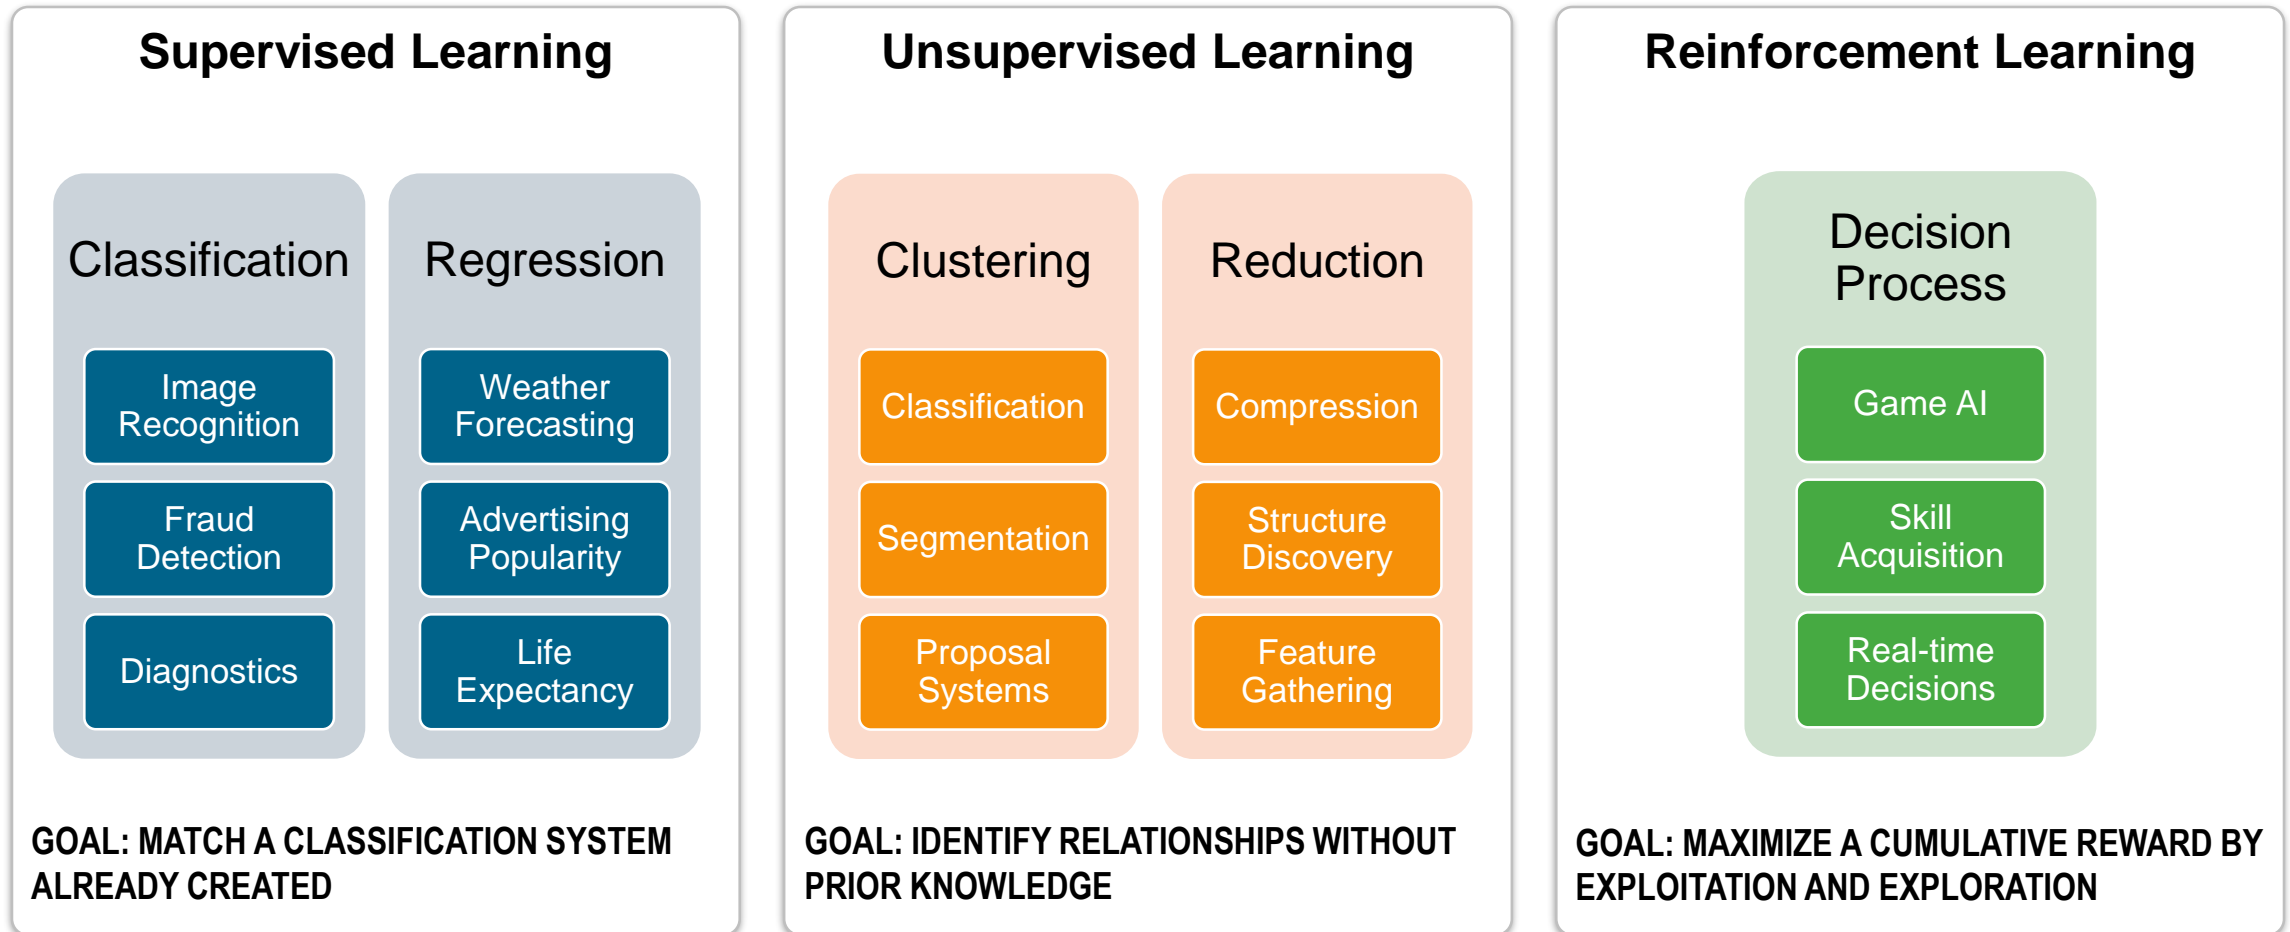 Supervised Learning
Classification
Image
Recognition
Fraud
Detection
Diagnostics
Regression
Weather
Forecasting
Advertising
Popularity
Life
Expectancy
GOAL: MATCH A CLASSIFICATION SYSTEM
ALREADY CREATED
Unsupervised Learning
Clustering
Classification
Segmentation
Proposal
Systems
Reduction
Compression
Structure
Discovery
Feature
Gathering
GOAL: IDENTIFY RELATIONSHIPS WITHOUT
PRIOR KNOWLEDGE
Reinforcement Learning
Decision
Process
Game AI
Skill
Acquisition
Real-time
Decisions
GOAL: MAXIMIZE A CUMULATIVE REWARD BY
EXPLOITATION AND EXPLORATION